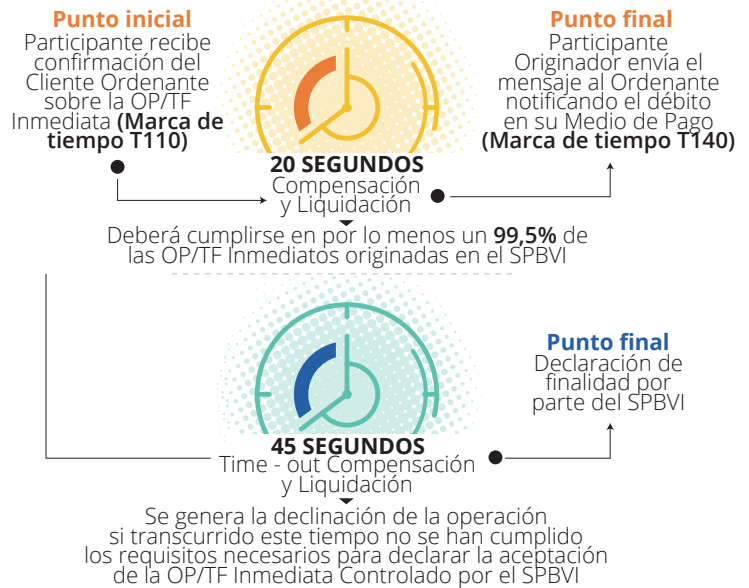 Punto inicial
Participante recibe
confirmación del
Cliente Ordenante
sobre la OP/TF
Inmediata (Marca de
tiempo T110)
Punto final
Participante
Originador envía el
mensaje al Ordenante
notificando el débito
en su Medio de Pago
(Marca de tiempo T140)
20 SEGUNDOS
Compensación
y Liquidación
Deberá cumplirse en por lo menos un 99,5% de
las OP/TF Inmediatos originadas en el SPBVI
Punto final
Declaración de
finalidad por
parte del SPBVI
45 SEGUNDOS
Time - out Compensación
y Liquidación
Se genera la declinación de la operación
si transcurrido este tiempo no se han cumplido
los requisitos necesarios para declarar la aceptación
de la OP/TF Inmediata Controlado por el SPBVI